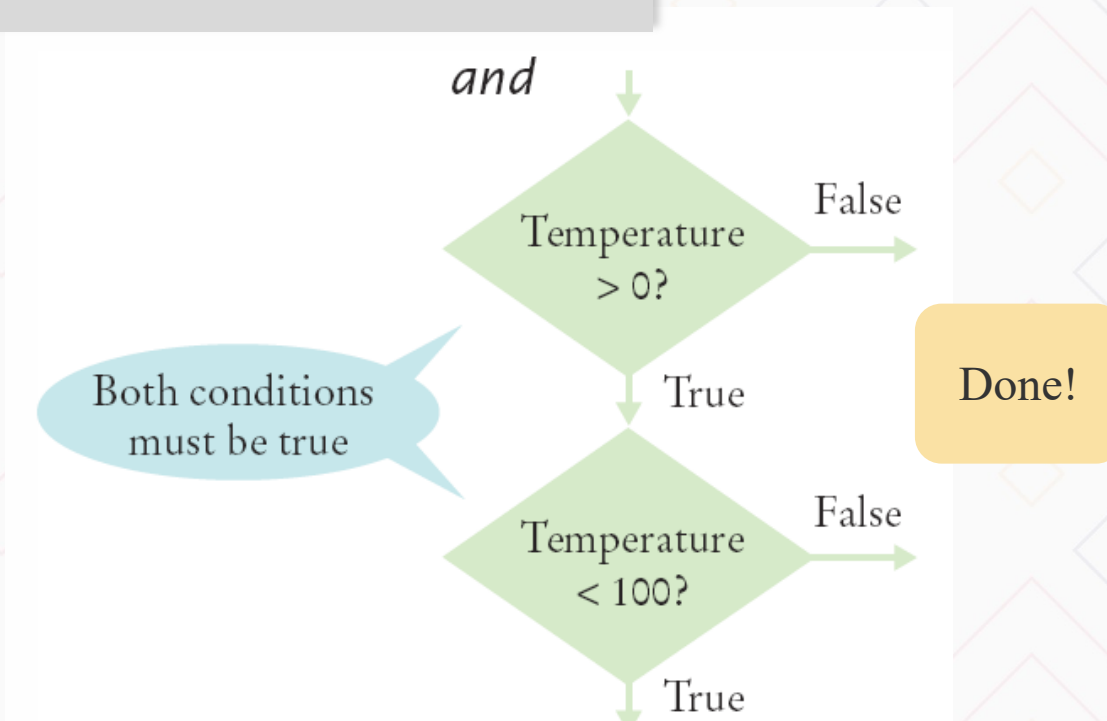 and
False
Temperature
> 0?
True
Both conditions
must be true
Done!
False
Temperature
< 100?
True